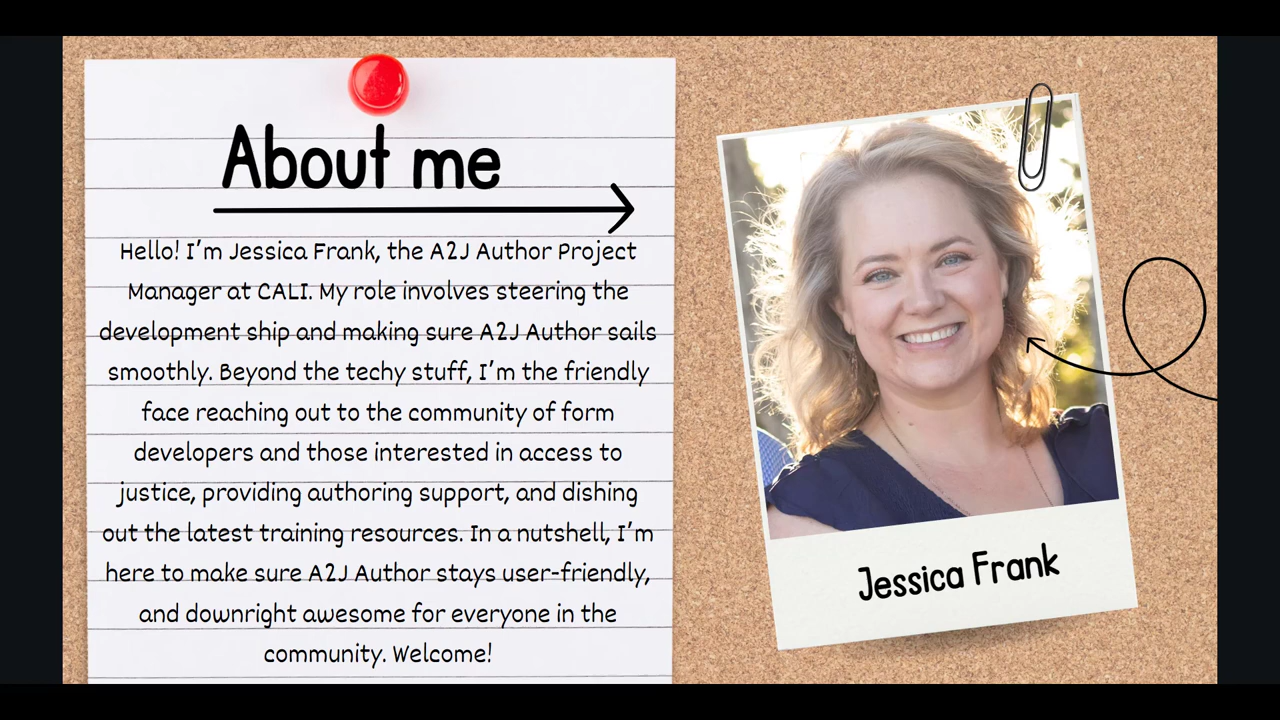 About me
Hello! I'm Jessica Frank, the A2J Author Project
Manager at CALI. My role involves steering the
development ship and making sure A2J Author sails
smoothly. Beyond the techy stuff, I'm the friendly
face reaching out to the community of form
developers and those interested in access to
justice, providing authoring support, and dishing
out the latest training resources. In a nutshell, I'm
here to make sure A2J Author stays user-friendly,
and downright awesome for everyone in the
community. Welcome!
Jessica Frank